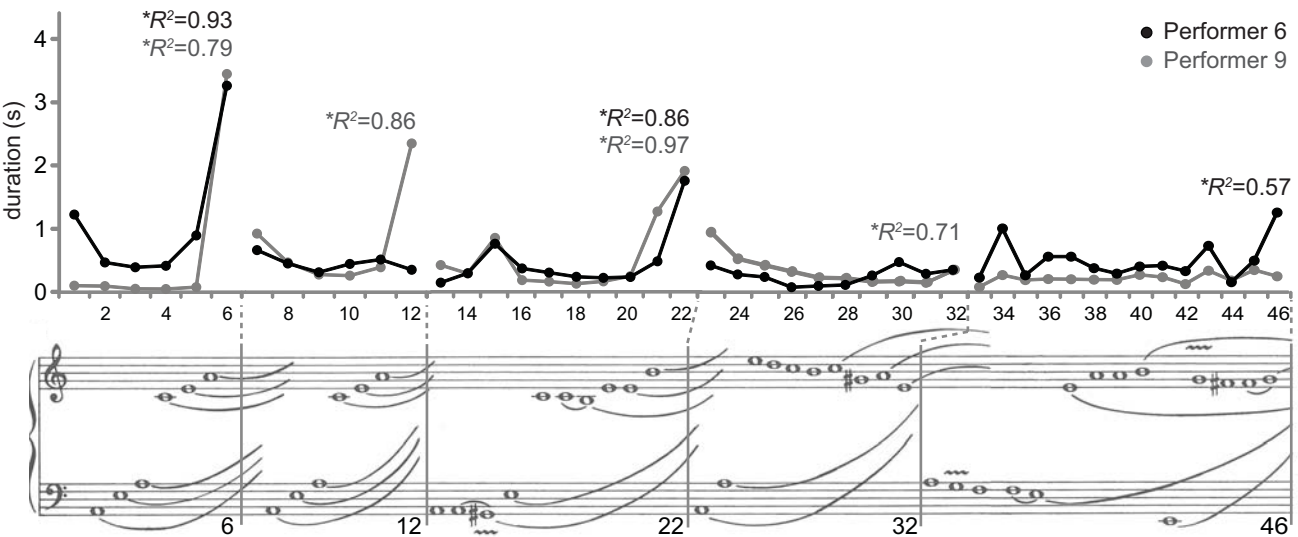 *R²=0.93
*R²=0.79
*R²=0.86
*R²=0.86
*R²=0.97
*R²=0.71
*R²=0.57
Performer 6
Performer 9
duration (s)
4
3
2
1
0
2 4 6 8 10 12 14 16 18 20 22 24 26 28 30 32 34 36 38 40 42 44 46
6 12 22 32 46